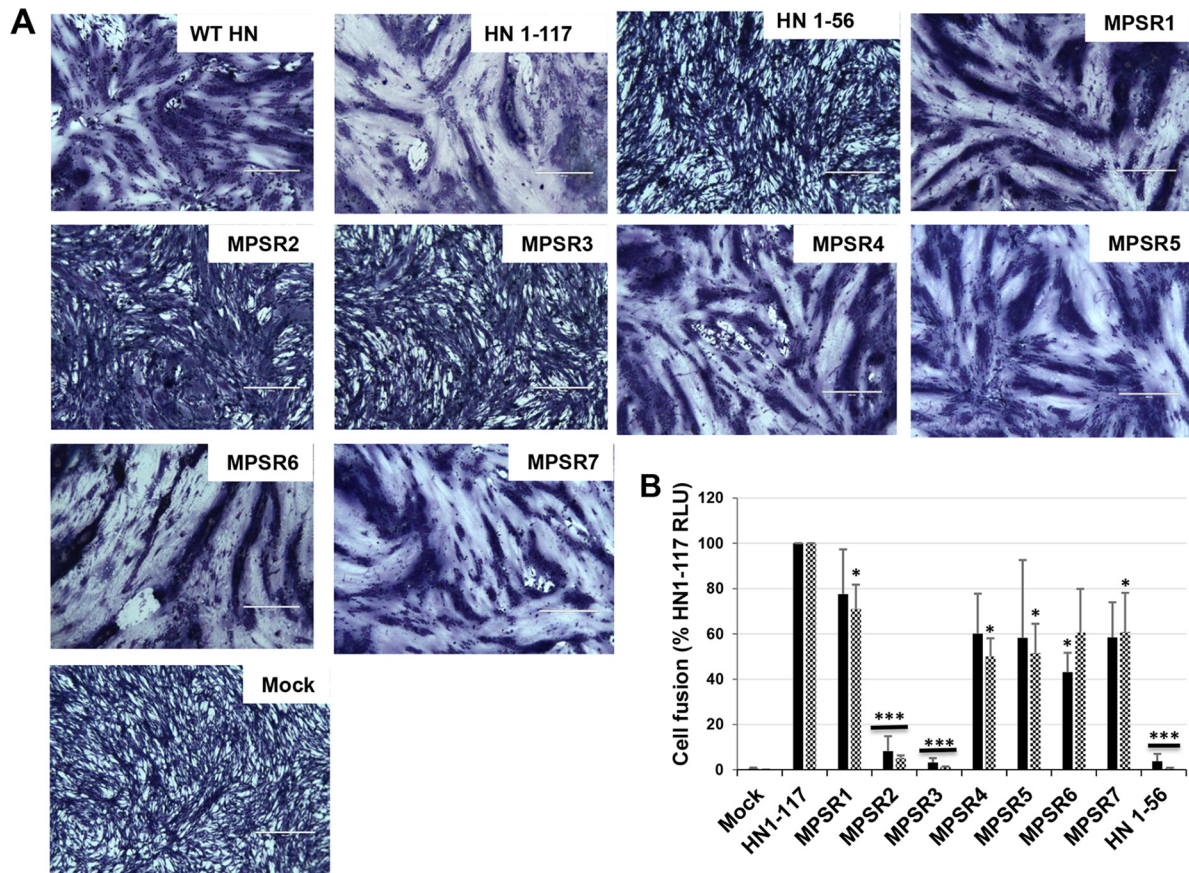 A
WT HN
HN 1-117
HN 1-56
MPSR1
MPSR2
MPSR3
MPSR4
MPSR5
MPSR6
MPSR7
Mock
B
Cell fusion (% HN1-117 RLU)
120
100
80
60
40
20
0
*
***
***
*
*
*
*
***
Mock
HN1-117
MPSR1
MPSR2
MPSR3
MPSR4
MPSR5
MPSR6
MPSR7
HN 1-56